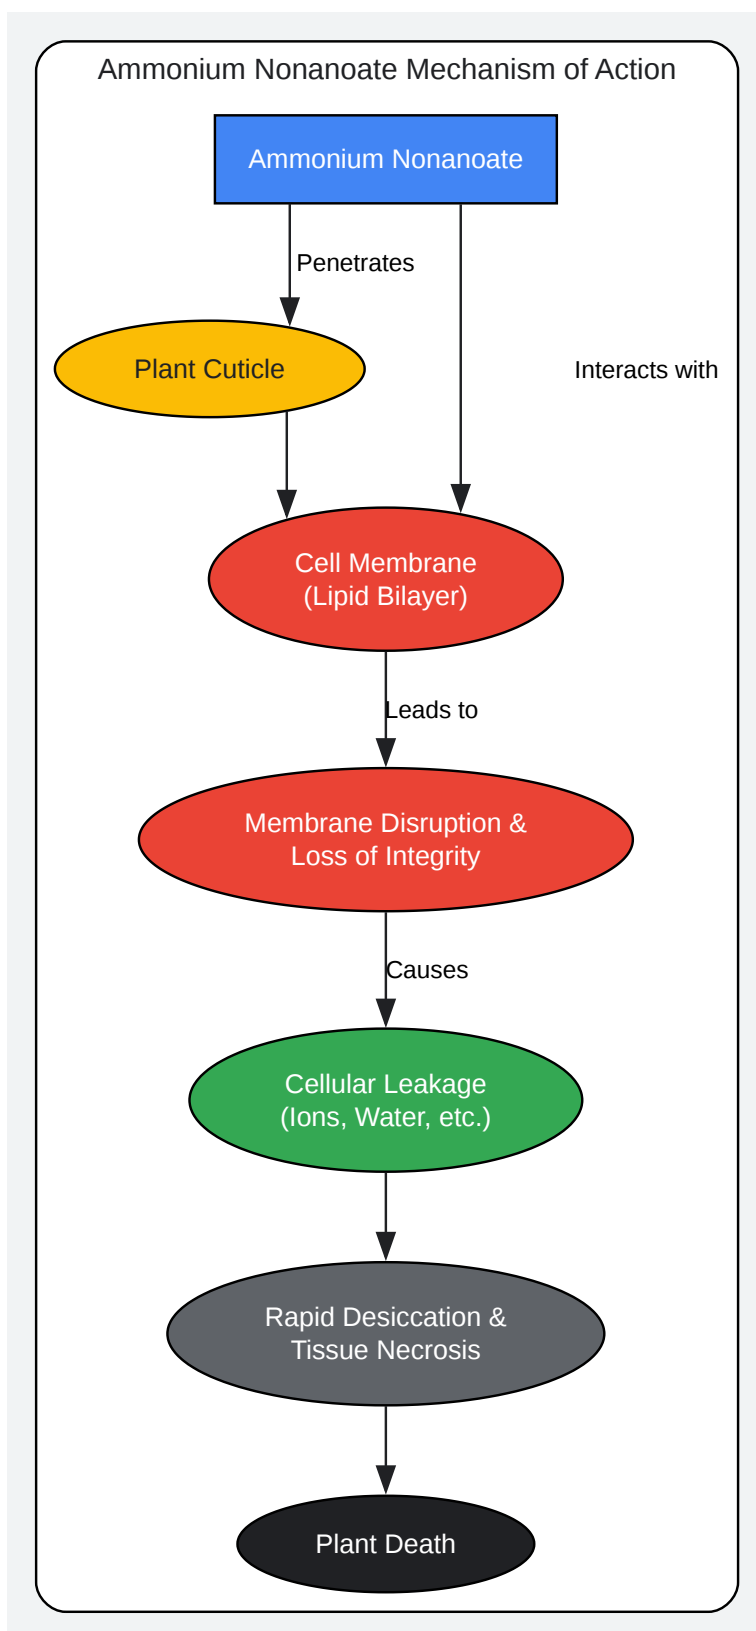 Ammonium Nonanoate Mechanism of Action
Ammonium Nonanoate
Penetrates
Plant Cuticle
Interacts with
Cell Membrane
(Lipid Bilayer)
Leads to
Membrane Disruption &
Loss of Integrity
Causes
Cellular Leakage
(Ions, Water, etc.)
Rapid Desiccation &
Tissue Necrosis
Plant Death